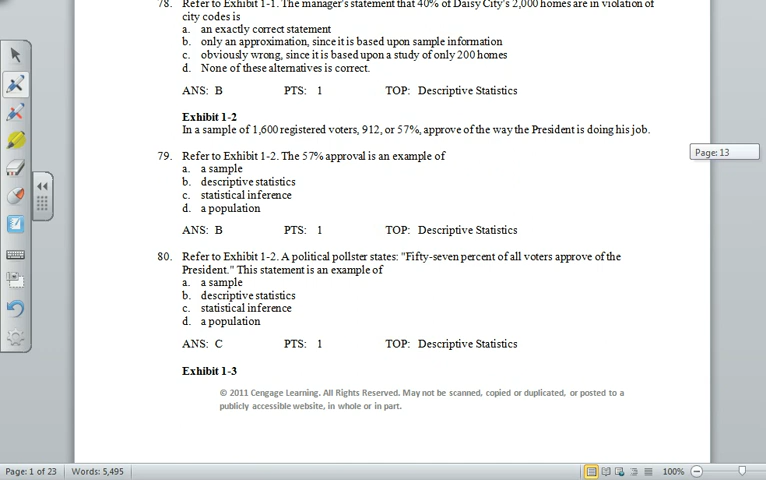 78. Refer to Exhibit 1-1. The manager's statement that 40% of Daisy City's 2,000 homes are in violation of
city codes is
a. an exactly correct statement
b. only an approximation, since it is based upon sample information
c. obviously wrong, since it is based upon a study of only 200 homes
d. None of these alternatives is correct.
ANS: B PTS: 1 TOP: Descriptive Statistics
Exhibit 1-2
In a sample of 1,600 registered voters, 912, or 57%, approve of the way the President is doing his job.
Page: 13
79. Refer to Exhibit 1-2. The 57% approval is an example of
a. a sample
b. descriptive statistics
c. statistical inference
d. a population
ANS: B PTS: 1 TOP: Descriptive Statistics
80. Refer to Exhibit 1-2. A political pollster states: "Fifty-seven percent of all voters approve of the
President." This statement is an example of
a. a sample
b. descriptive statistics
c. statistical inference
d. a population
ANS: C PTS: 1 TOP: Descriptive Statistics
Exhibit 1-3
© 2011 Cengage Learning. All Rights Reserved. May not be scanned, copied or duplicated, or posted to a
publicly accessible website, in whole or in part.
Page: 1 of 23 Words: 5,495 100%